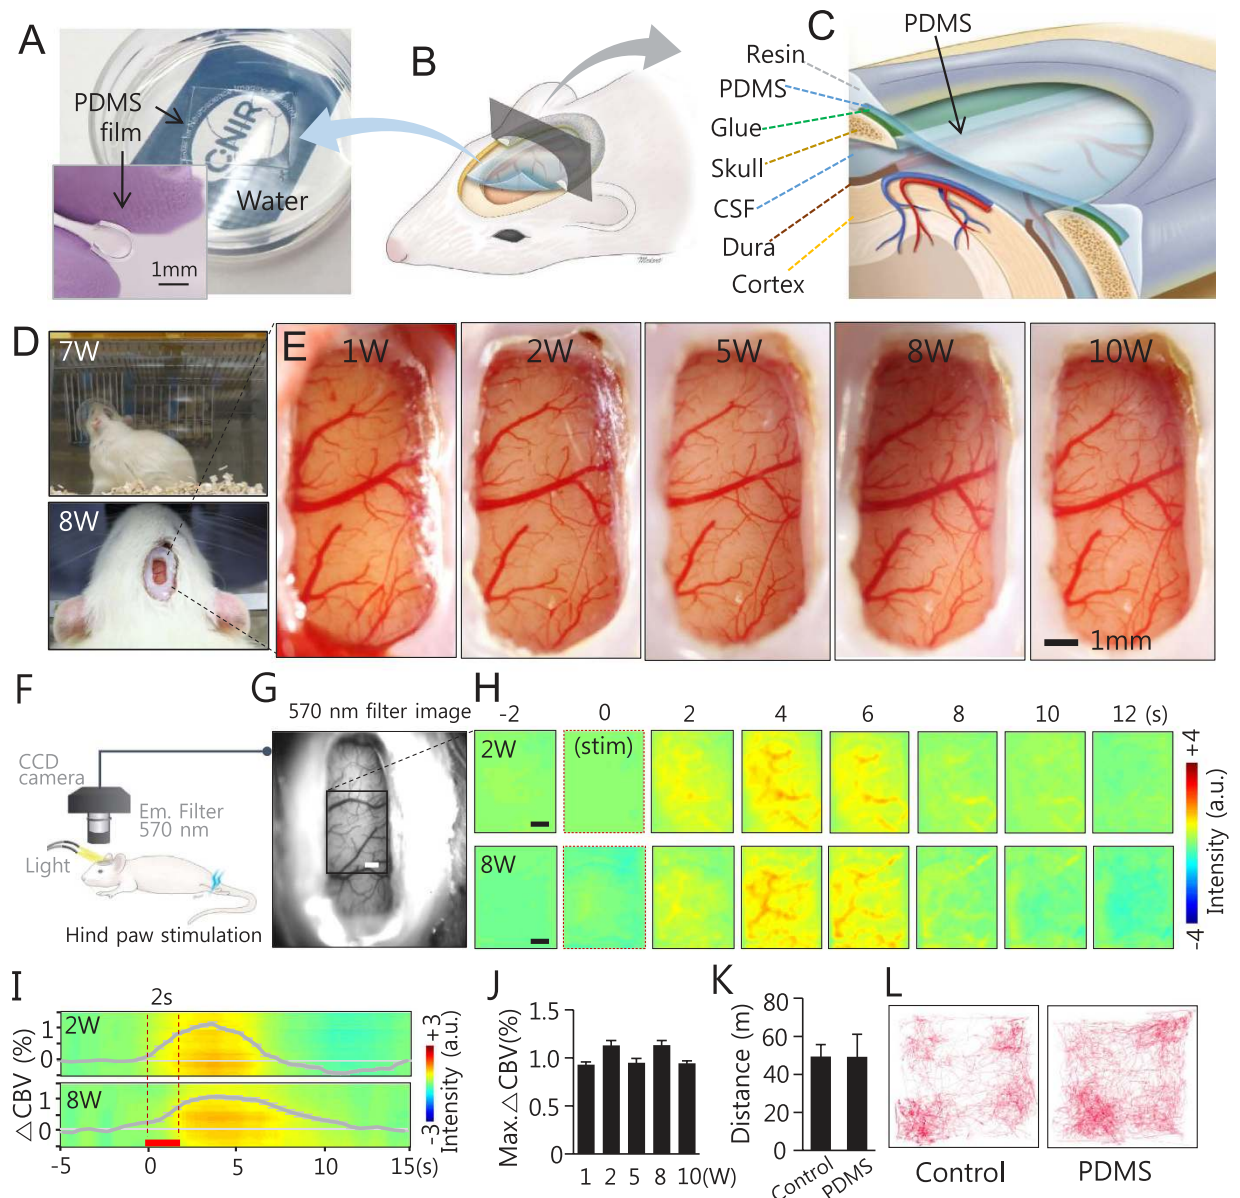 A
PDMS
film
C·NIR
Water
1mm
B
C
PDMS
Resin
PDMS
Glue
Skull
CSF
Dura
Cortex
D
7W
8W
E
1W
2W
5W
8W
10W
1mm
F
CCD
camera
Em. Filter
570 nm
Light
Hind paw stimulation
G
570 nm filter image
H
-2
0
2
4
6
8
10
12 (s)
2W
(stim)
8W
+4
Intensity (a.u.)
-4
I
2s
2W
8W
△CBV (%)
1
0
1
0
-5
0
5
10
15(s)
+3
Intensity (a.u.)
-3
J
Max.△CBV(%)
1.5
1.0
0.5
0
1
2
5
8
10(W)
K
Distance (m)
80
60
40
20
0
Control
PDMS
L
Control
PDMS